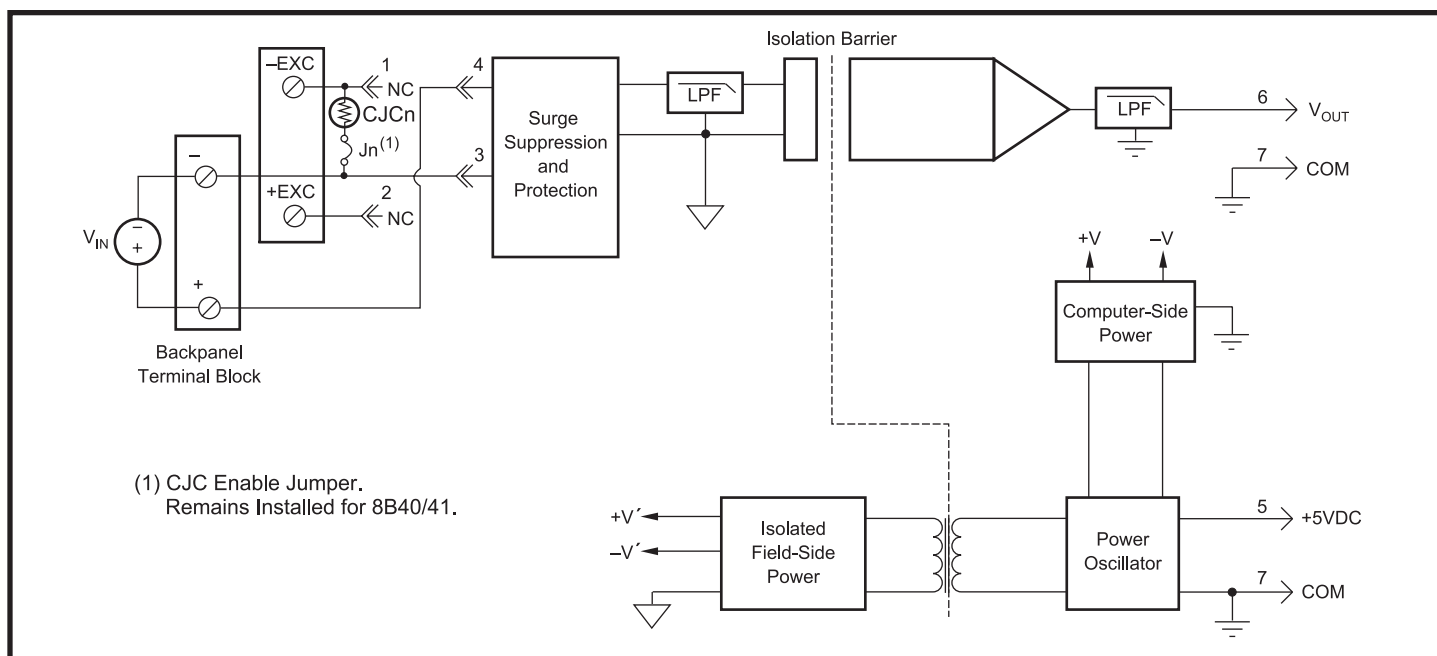 Isolation Barrier
–EXC
1
NC
CJCn
Jn(1)
4
3
+EXC
2
NC
–
+
VIN
–
+
Backpanel
Terminal Block
Surge
Suppression
and
Protection
LPF
LPF
6
VOUT
7
COM
+V
–V
Computer-Side
Power
(1) CJC Enable Jumper.
Remains Installed for 8B40/41.
+V´
–V´
Isolated
Field-Side
Power
Power
Oscillator
5
+5VDC
7
COM